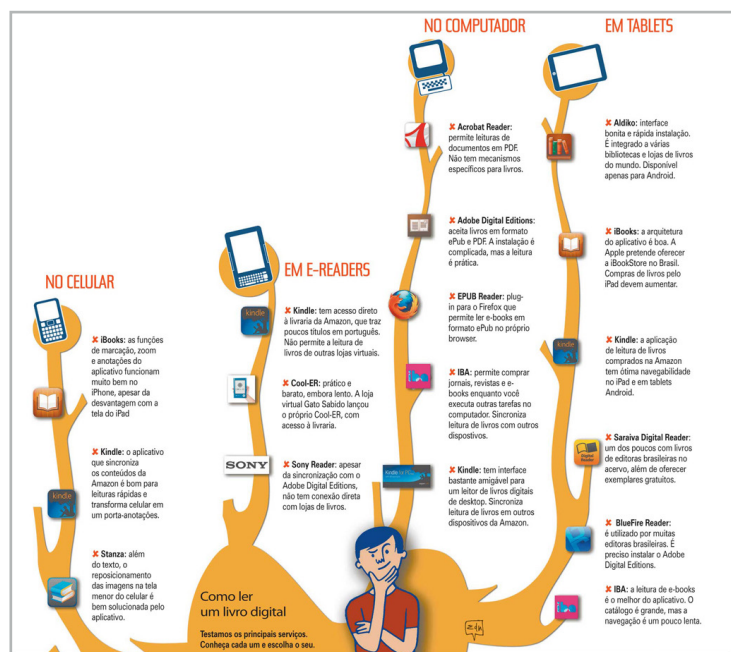 NO CELULAR
✘ iBooks: as funções
de marcação, zoom
e anotações do
aplicativo funcionam
muito bem no
iPhone, apesar da
desvantagem com a
tela do iPad
✘ Kindle: o aplicativo
que sincroniza
os conteúdos da
Amazon é bom para
leituras rápidas e
transforma celular em
um porta-anotações.
kindle
✘ Stanza: além
do texto, o
reposicionamento
das imagens na tela
menor do celular é
bem solucionada pelo
aplicativo.
EM E-READERS
kindle
✘ Kindle: tem acesso direto
à livraria da Amazon, que traz
poucos títulos em português.
Não permite a leitura de
livros de outras lojas virtuais.
✘ Cool-ER: prático e
barato, embora lento. A loja
virtual Gato Sabido lançou
o próprio Cool-ER, com
acesso à livraria.
SONY
✘ Sony Reader: apesar
da sincronização com o
Adobe Digital Editions,
não tem conexão direta
com lojas de livros.
NO COMPUTADOR
✘ Acrobat Reader:
permite leituras de
documentos em PDF.
Não tem mecanismos
específicos para livros.
✘ Adobe Digital Editions:
aceita livros em formato
ePub e PDF. A instalação é
complicada, mas a leitura
é prática.
✘ EPUB Reader: plug-
in para o Firefox que
permite ler e-books em
formato ePub no próprio
browser.
iba
✘ IBA: permite comprar
jornais, revistas e e-
books enquanto você
executa outras tarefas no
computador. Sincroniza
livros com outros
dispostivos.
✘ Kindle: tem interface
bastante amigável para
um leitor de livros digitais
de desktop. Sincroniza
leitura de livros em outros
dispositivos da Amazon.
EM TABLETS
✘ Aldiko: interface
bonita e rápida instalação.
É integrado a várias
bibliotecas e lojas de livros
do mundo. Disponível
apenas para Android.
✘ iBooks: a arquitetura
do aplicativo é boa. A
Apple pretende oferecer
a iBookStore no Brasil.
Compras de livros pelo
iPad devem aumentar.
kindle
✘ Kindle: a aplicação
de leitura de livros
comprados na Amazon
tem ótima navegabilidade
no iPad e em tablets
Android.
Digital
Reader
✘ Saraiva Digital Reader:
um dos poucos com livros
de editoras brasileiras no
acervo, além de oferecer
exemplares gratuitos.
✘ BlueFire Reader:
é utilizado por muitas
editoras brasileiras. É
preciso instalar o Adobe
Digital Editions.
iba
✘ IBA: a leitura de e-books
é o melhor do aplicativo. O
catálogo é grande, mas a
navegação é um pouco lenta.
Como ler
um livro digital
Testamos os principais serviços.
Conheça cada um e escolha o seu.